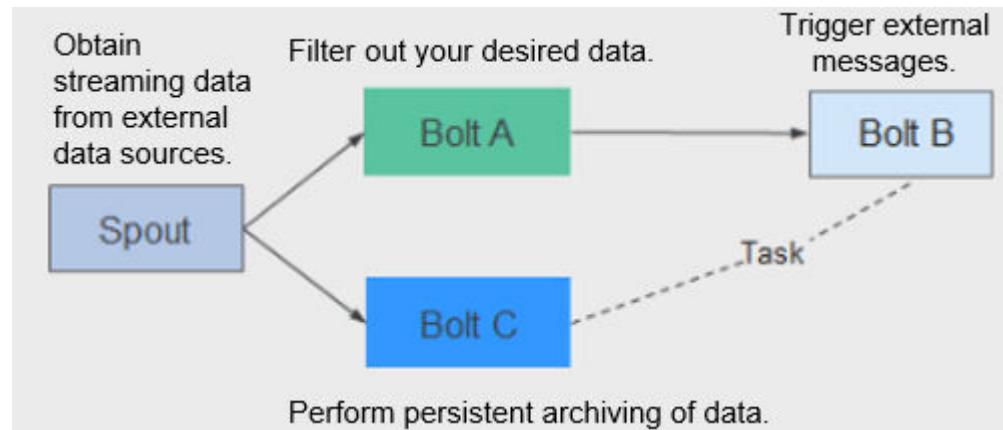 Obtain
streaming data
from external
data sources.
Spout
Filter out your desired data.
Bolt A
Trigger external
messages.
Bolt B
Task
Bolt C
Perform persistent archiving of data.